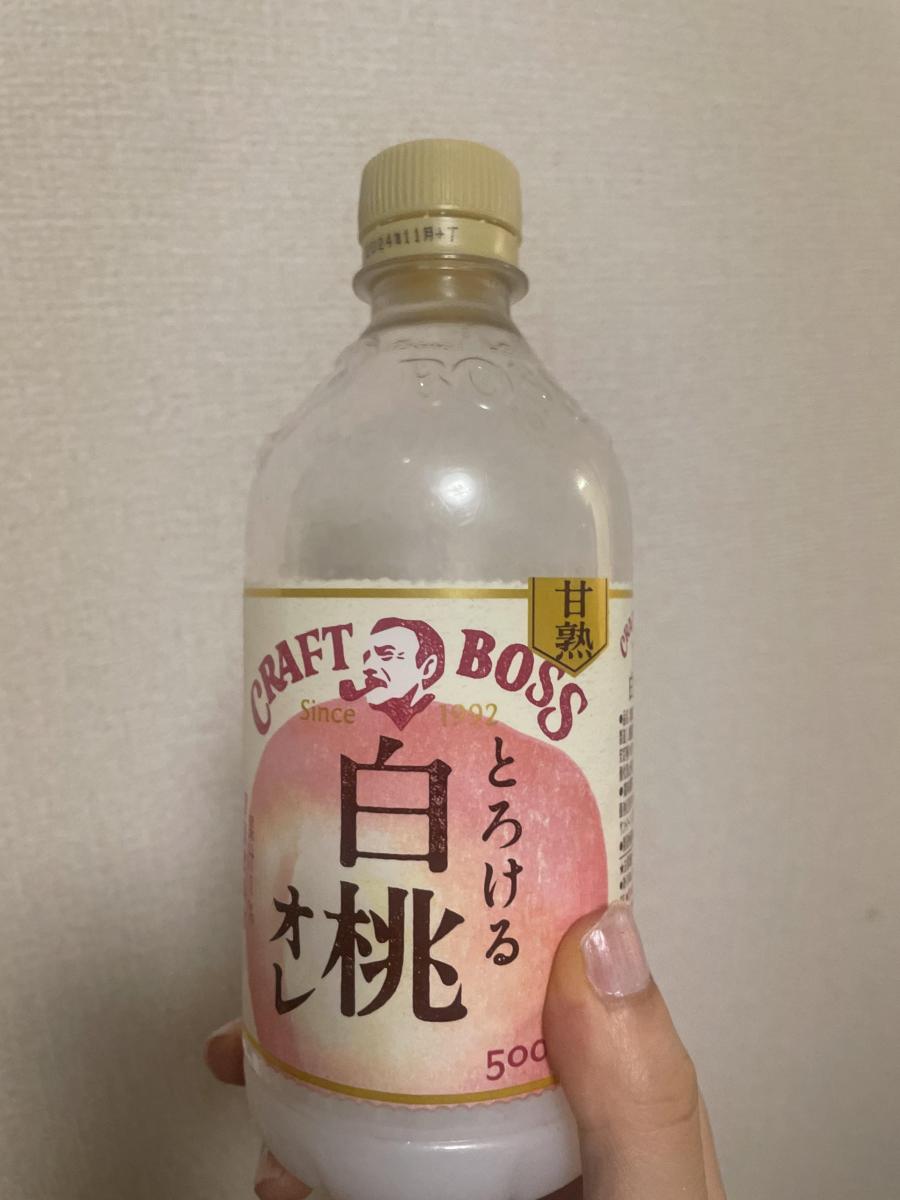 2024年11月+T
BOSS
甘熟
CRAFT BOSS
Since 1992
とろける
白桃
オレ
500